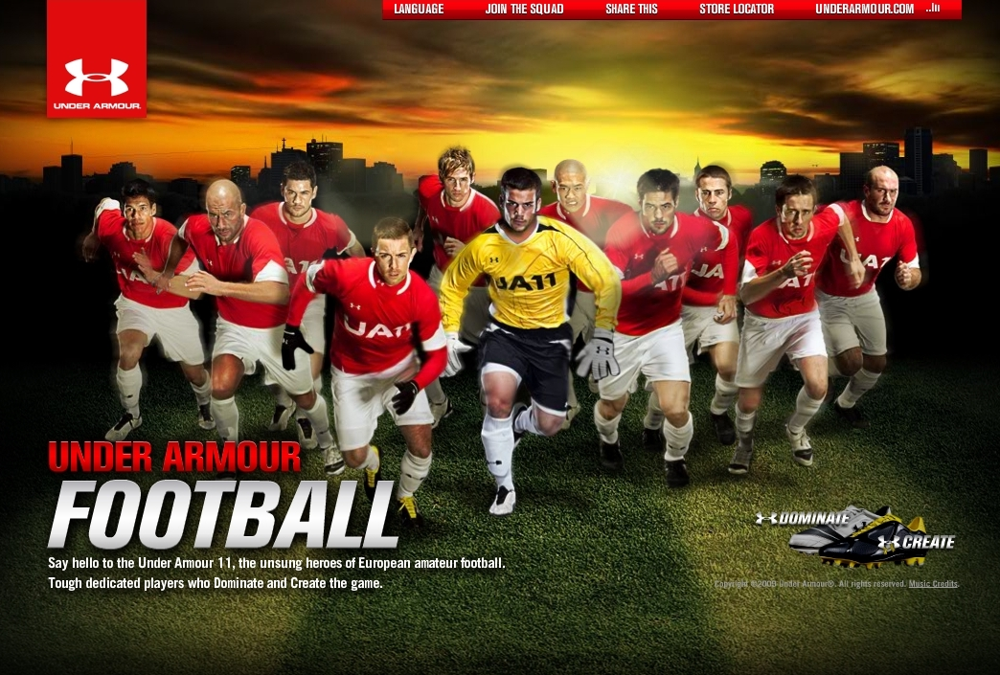 LANGUAGE JOIN THE SQUAD SHARE THIS STORE LOCATOR UNDERARMOUR.COM
UNDER ARMOUR.
UA11
UA11
UA11
UNDER ARMOUR
FOOTBALL
Say hello to the Under Armour 11, the unsung heroes of European amateur football.
Tough dedicated players who Dominate and Create the game.
DOMINATE
CREATE
Copyright ©2009 Under Armour®. All rights reserved. Music Credits.